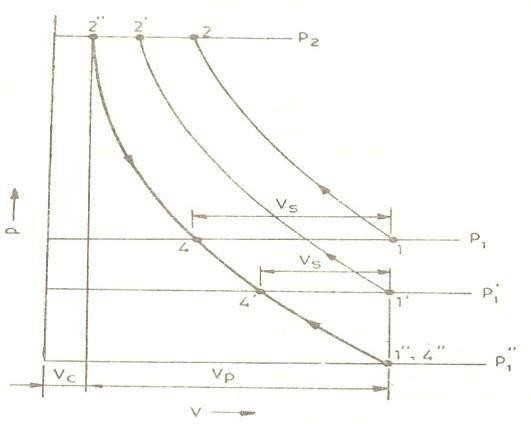 2" 2' 2 P2
Vs
P
4 1 P1
Vs
4' 1' P1'
1", 4" P1"
Vc Vp
V